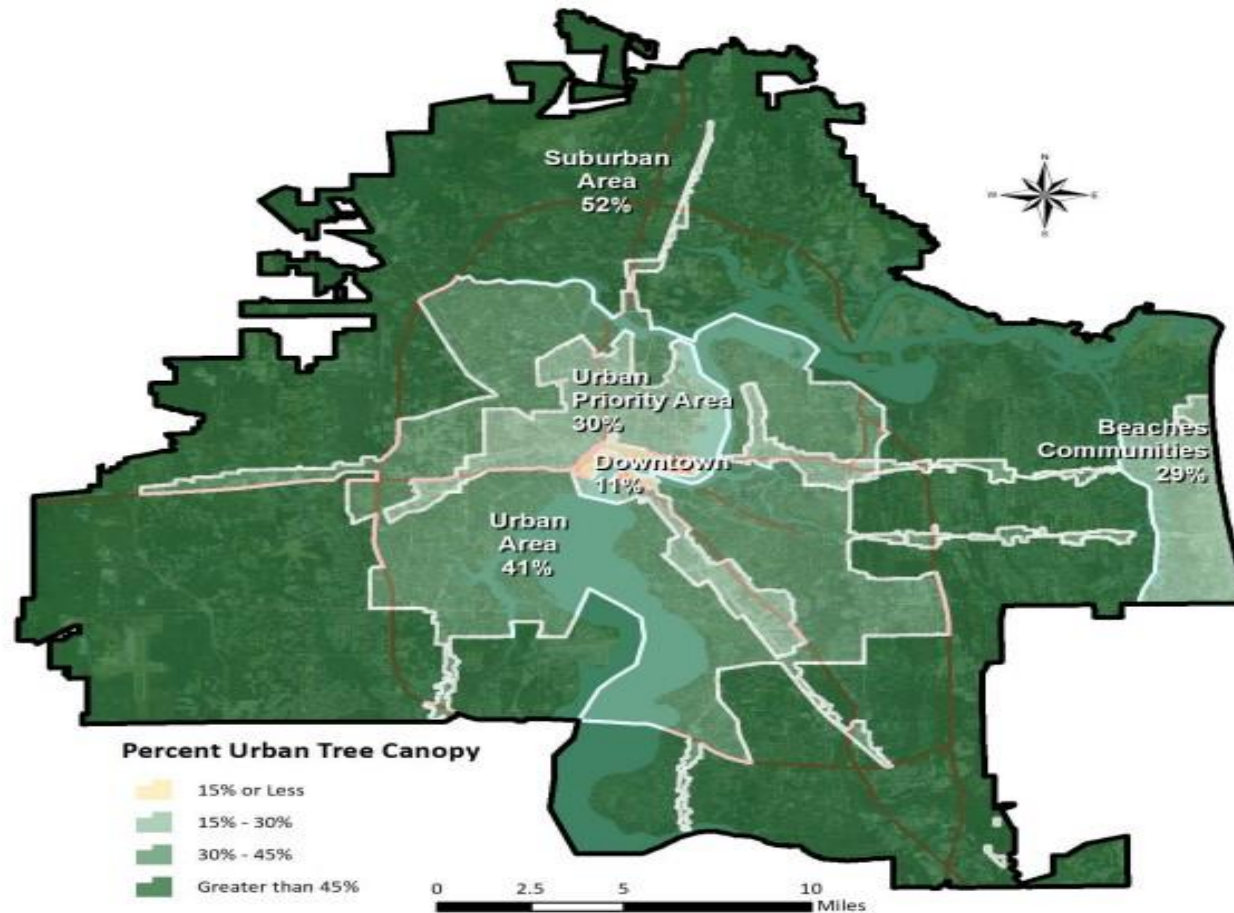 Suburban
Area
52%
N
W
E
S
Urban
Priority Area
30%
Beaches
Communities
29%
Downtown
11%
Urban
Area
41%
Percent Urban Tree Canopy
15% or Less
15% - 30%
30% - 45%
Greater than 45%
0 2.5 5 10
Miles